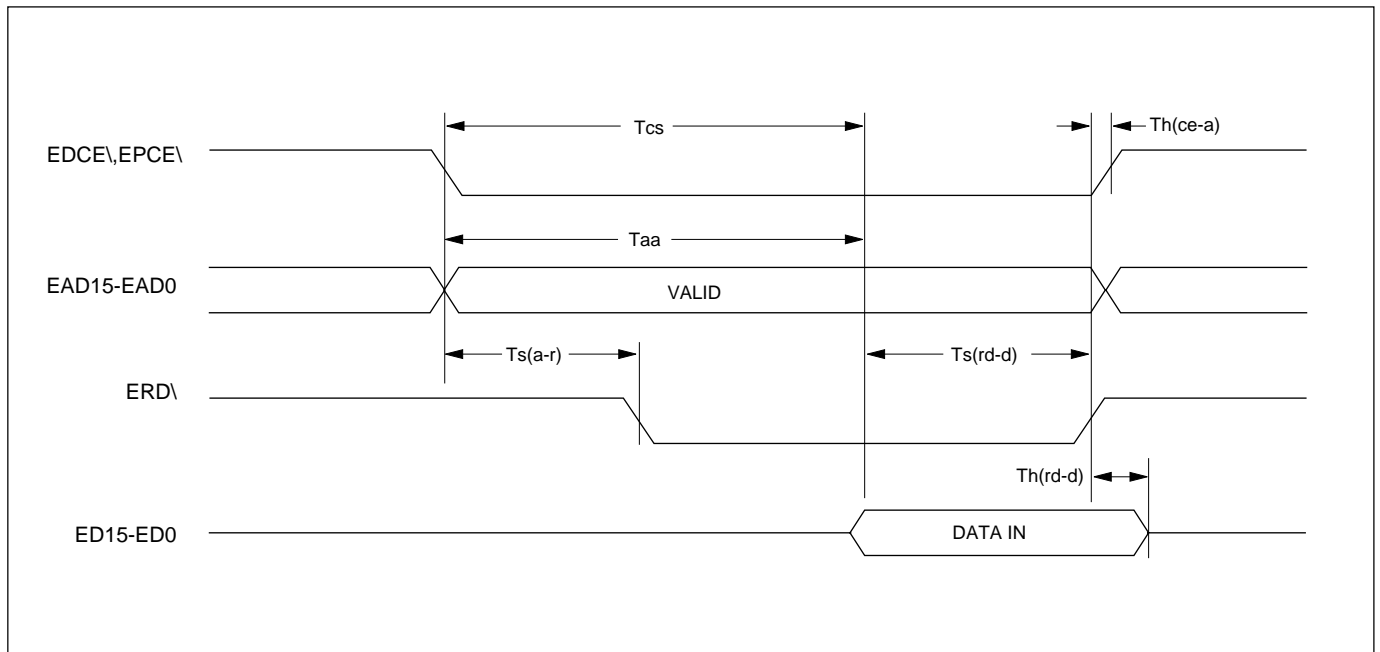 Tcs
Th(ce-a)
EDCE\,EPCE\
Taa
EAD15-EAD0
VALID
Ts(a-r)
Ts(rd-d)
ERD\
Th(rd-d)
ED15-ED0
DATA IN